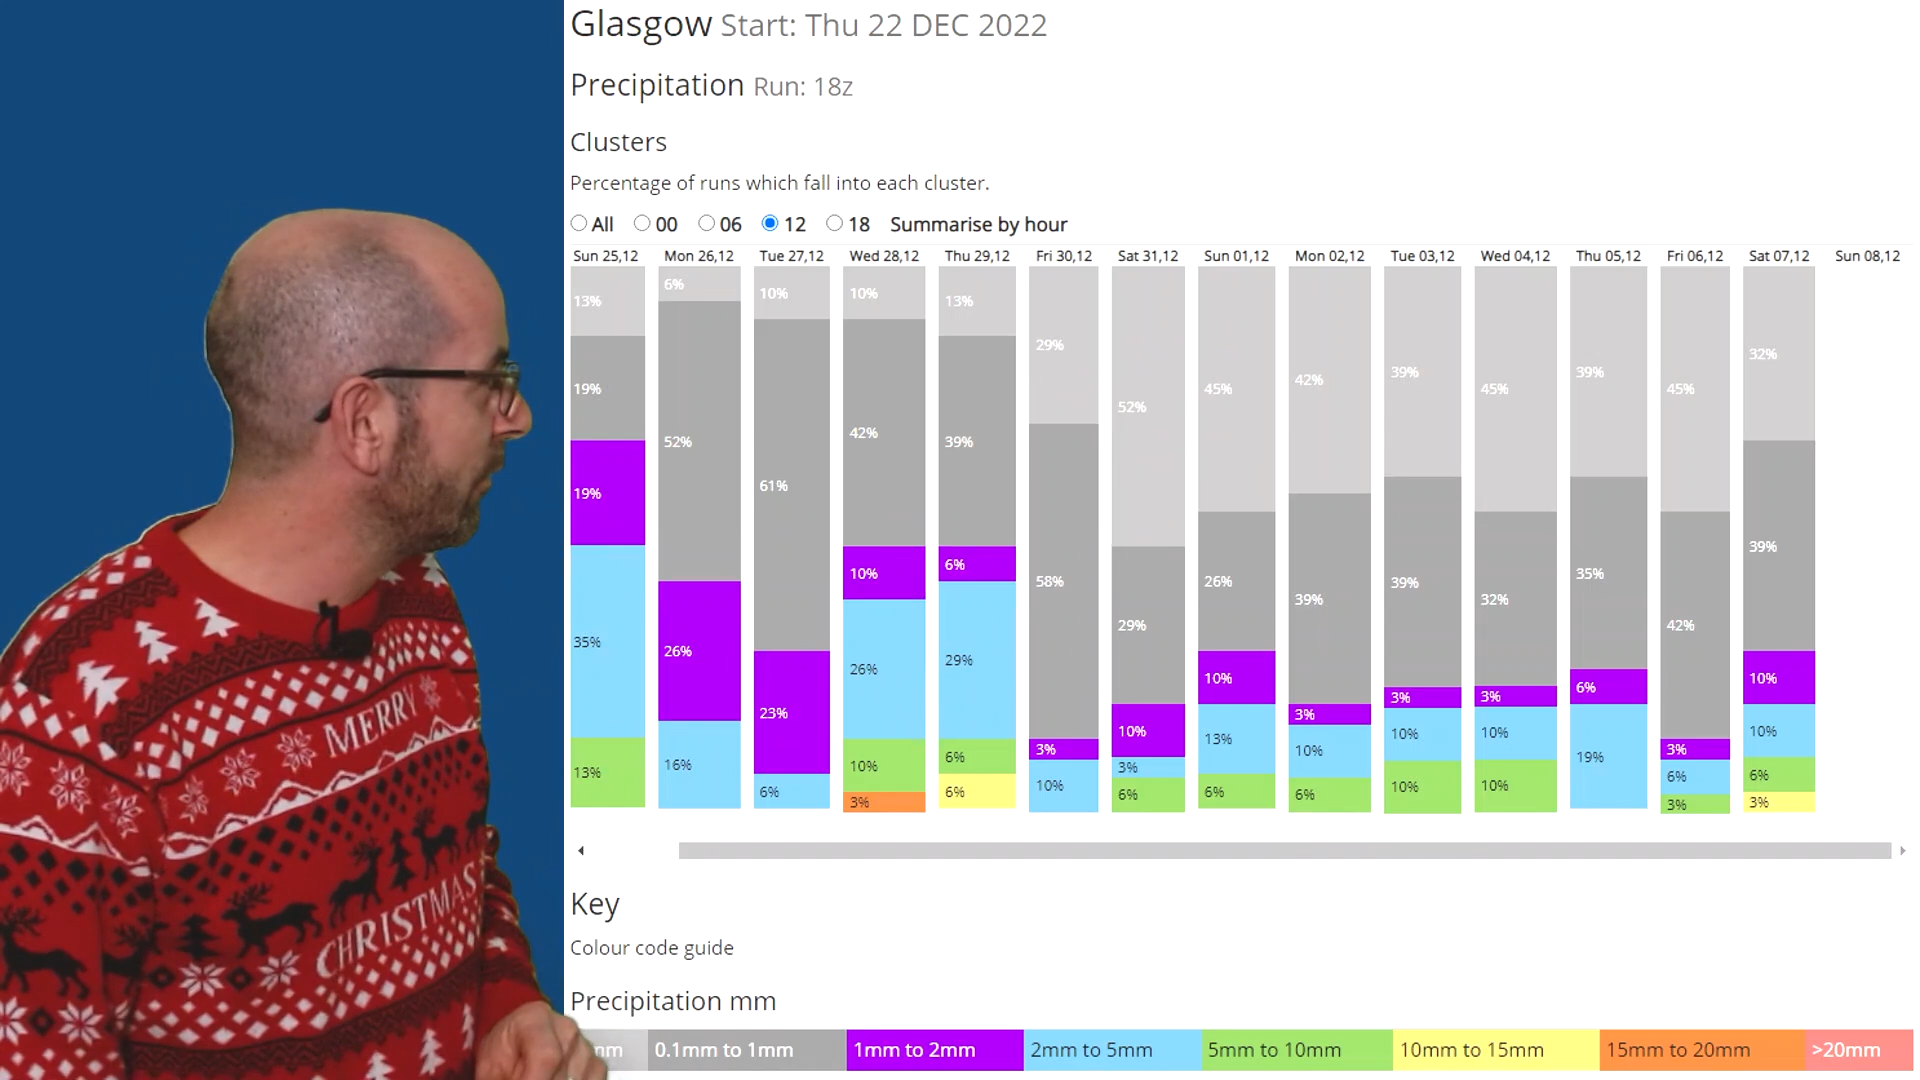 Glasgow Start: Thu 22 DEC 2022
Precipitation Run: 18z
Clusters
Percentage of runs which fall into each cluster.
All 00 06 12 18 Summarise by hour
Sun 25,12 Mon 26,12 Tue 27,12 Wed 28,12 Thu 29,12 Fri 30,12 Sat 31,12 Sun 01,12 Mon 02,12 Tue 03,12 Wed 04,12 Thu 05,12 Fri 06,12 Sat 07,12 Sun 08,12
13% 19% 19% 35% 13%
6% 52% 26% 16%
10% 61% 23% 6%
10% 42% 10% 26% 10% 3%
13% 39% 6% 29% 6% 6%
29% 58% 3% 10%
52% 29% 10% 3% 6%
45% 26% 10% 13% 6%
42% 39% 3% 10% 6%
39% 39% 3% 10% 10%
45% 32% 3% 10% 10%
39% 35% 6% 19%
45% 42% 3% 6% 3%
32% 39% 10% 10% 6% 3%
MERRY
CHRISTMAS
Key
Colour code guide
Precipitation mm
mm 0.1mm to 1mm 1mm to 2mm 2mm to 5mm 5mm to 10mm 10mm to 15mm 15mm to 20mm >20mm